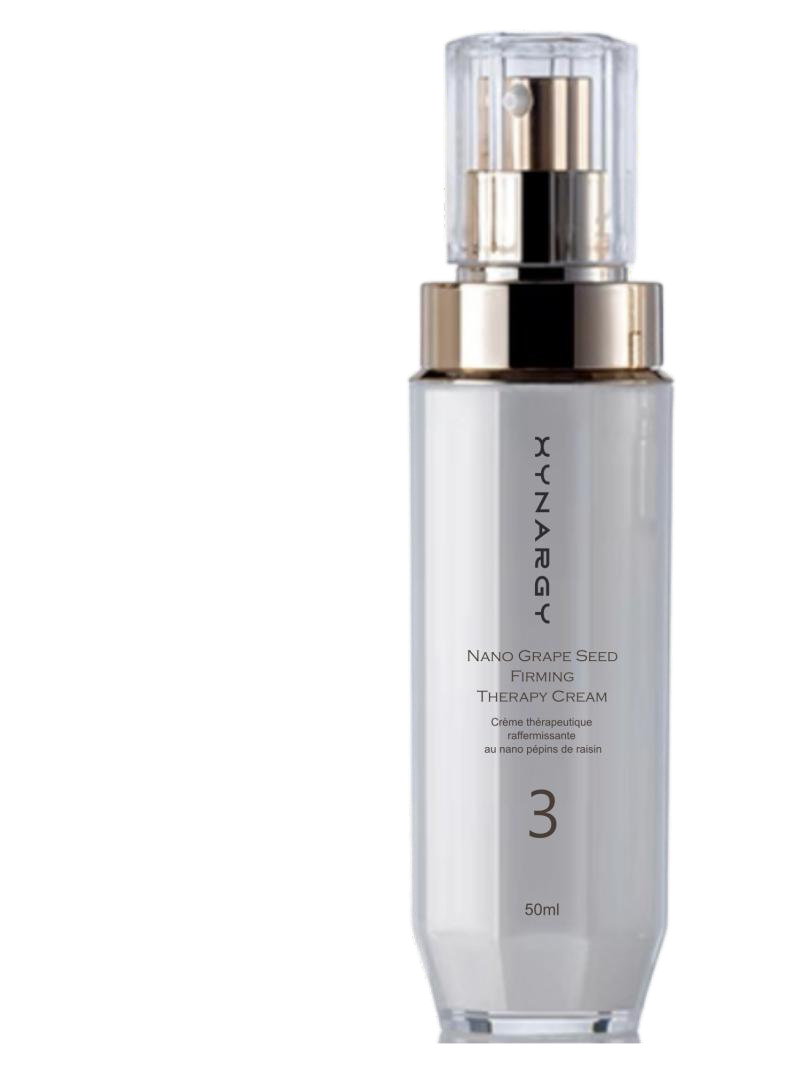 XYNARGY
NANO GRAPE SEED
FIRMING
THERAPY CREAM
Crème thérapeutique
raffermissante
au nano pépins de raisin
3
50ml